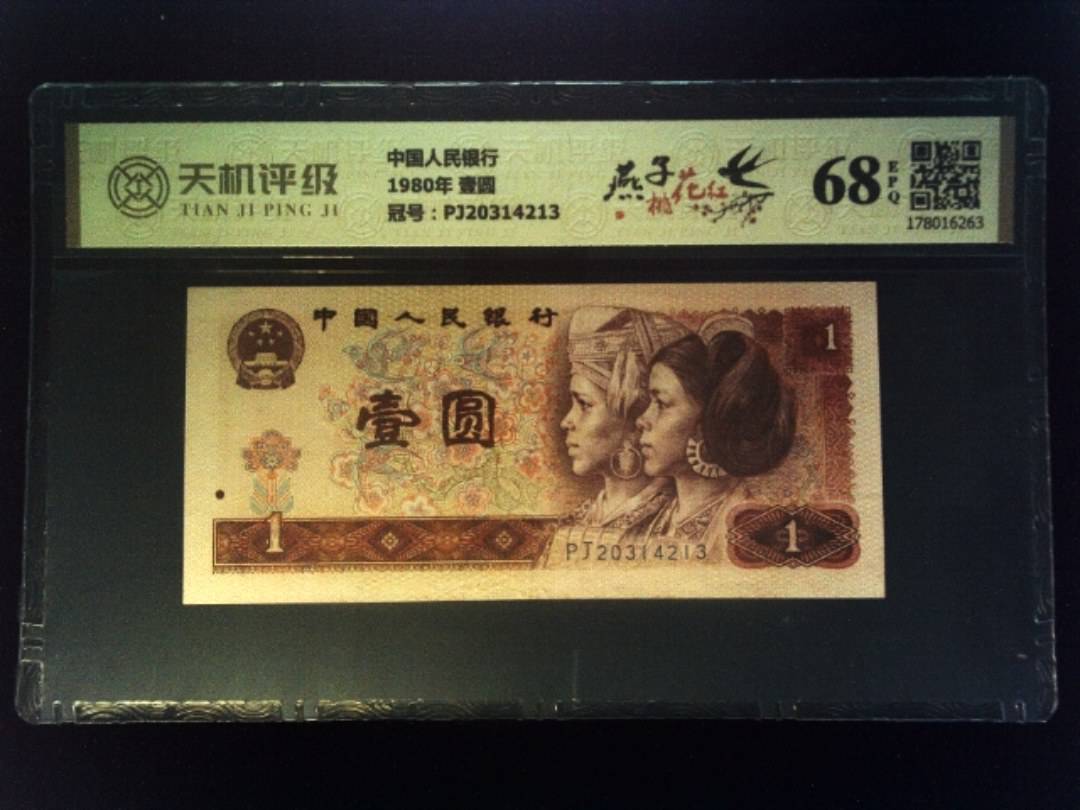 天机评级
TIAN JI PING JI
中国人民银行
1980年 壹圆
冠号：PJ20314213
燕子
桃花红
68
EPQ
178016263
中国人民银行
1
壹圆
1
PJ20314213
1